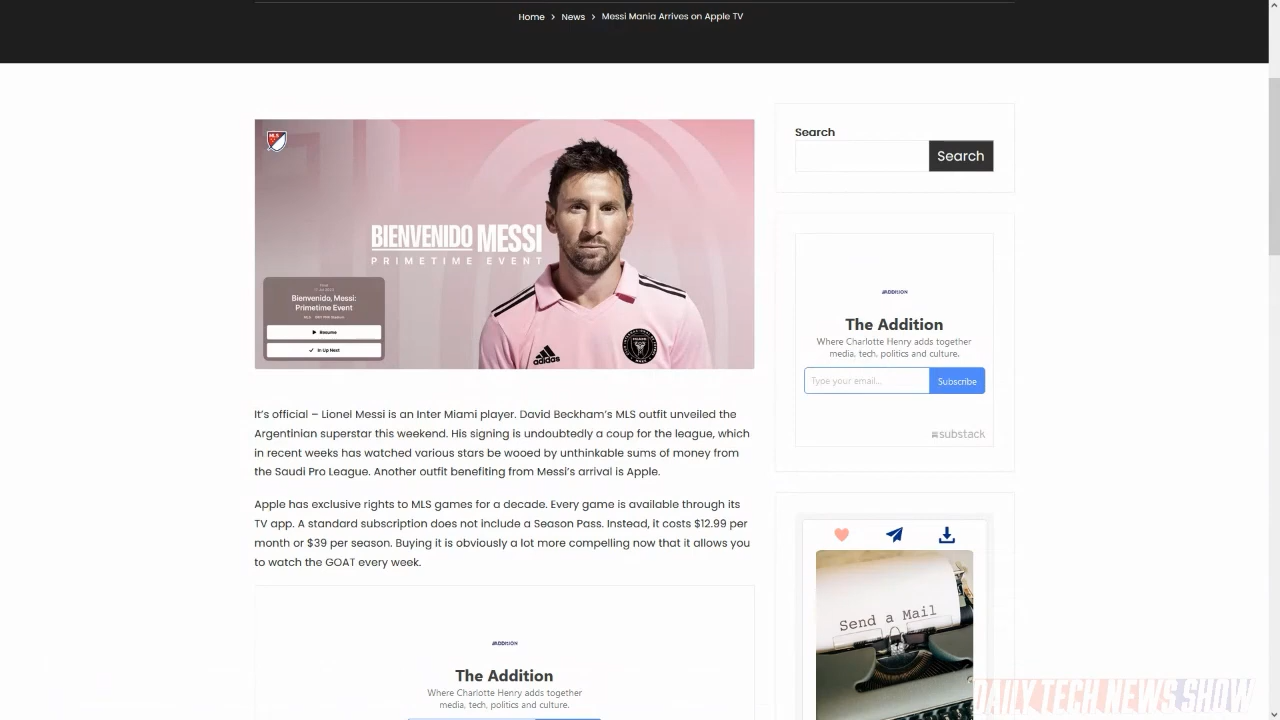 Home > News > Messi Mania Arrives on Apple TV
MLS
BIENVENIDO MESSI
PRIMETIME EVENT
Bienvenido, Messi:
Primetime Event
Resume
In Up Next
adidas
It's official – Lionel Messi is an Inter Miami player. David Beckham's MLS outfit unveiled the
Argentinian superstar this weekend. His signing is undoubtedly a coup for the league, which
in recent weeks has watched various stars be wooed by unthinkable sums of money from
the Saudi Pro League. Another outfit benefiting from Messi's arrival is Apple.
Apple has exclusive rights to MLS games for a decade. Every game is available through its
TV app. A standard subscription does not include a Season Pass. Instead, it costs $12.99 per
month or $39 per season. Buying it is obviously a lot more compelling now that it allows you
to watch the GOAT every week.
ADDITION
The Addition
Where Charlotte Henry adds together
media, tech, politics and culture.
Search
Search
ADDITION
The Addition
Where Charlotte Henry adds together
media, tech, politics and culture.
Type your email...
Subscribe
substack
Send a Mail
DAILY TECH NEWS SHOW